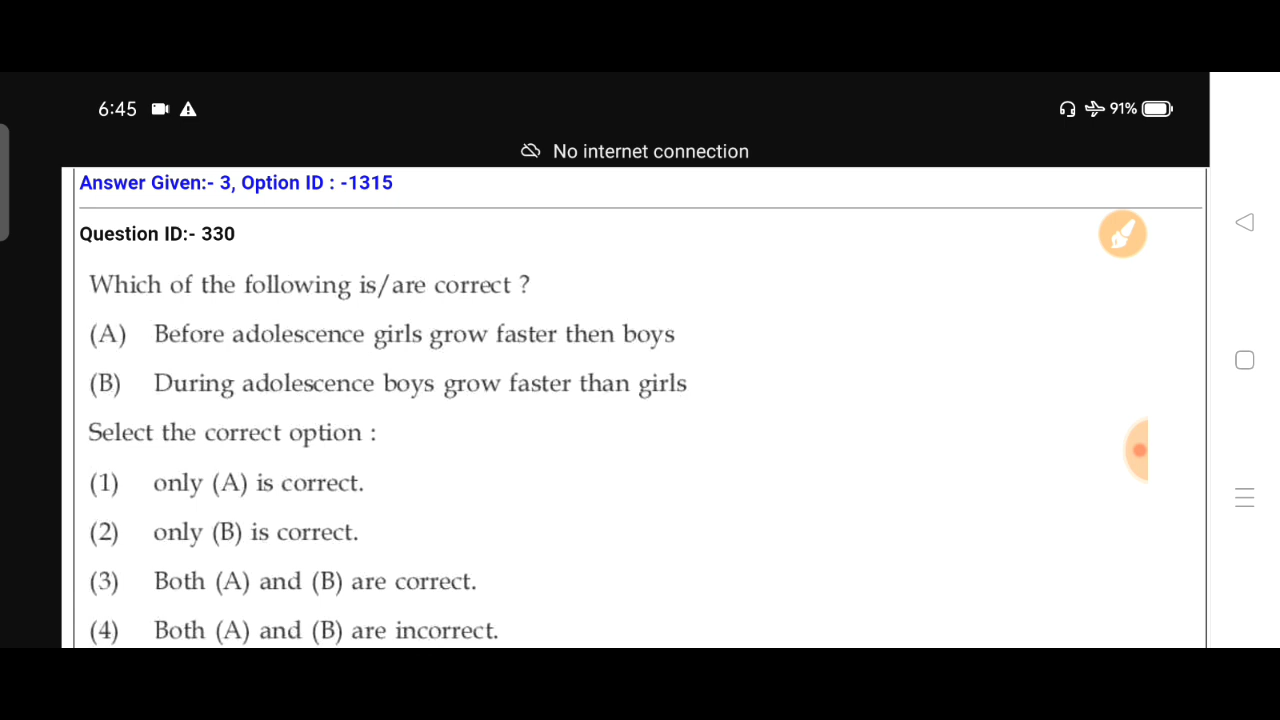 6:45
91%
No internet connection
Answer Given:- 3, Option ID : -1315
Question ID:- 330
Which of the following is/are correct ?
(A) Before adolescence girls grow faster then boys
(B) During adolescence boys grow faster than girls
Select the correct option :
(1) only (A) is correct.
(2) only (B) is correct.
(3) Both (A) and (B) are correct.
(4) Both (A) and (B) are incorrect.